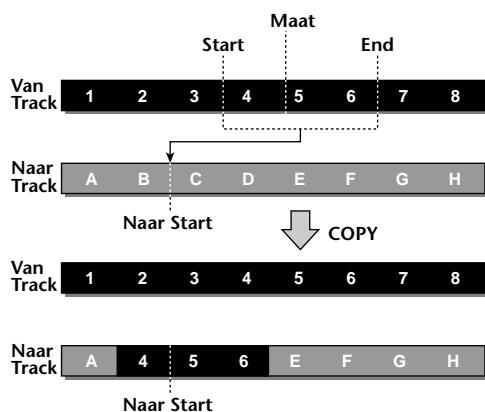 Maat
Start End
Van Track 1 2 3 4 5 6 7 8
Naar Track A B C D E F G H
Naar Start
COPY
Van Track 1 2 3 4 5 6 7 8
Naar Track A 4 5 6 E F G H
Naar Start